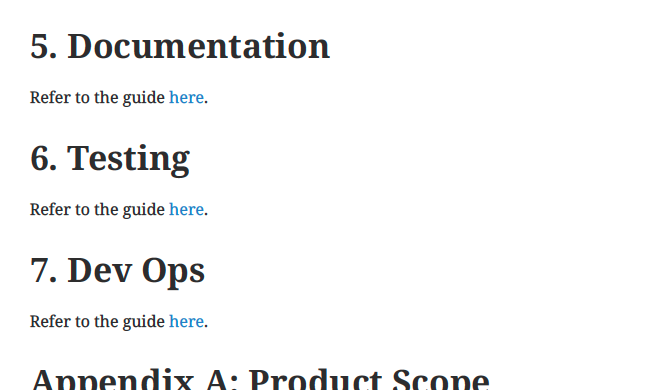 5. Documentation
Refer to the guide here.
6. Testing
Refer to the guide here.
7. Dev Ops
Refer to the guide here.
Appendix A: Product Scope